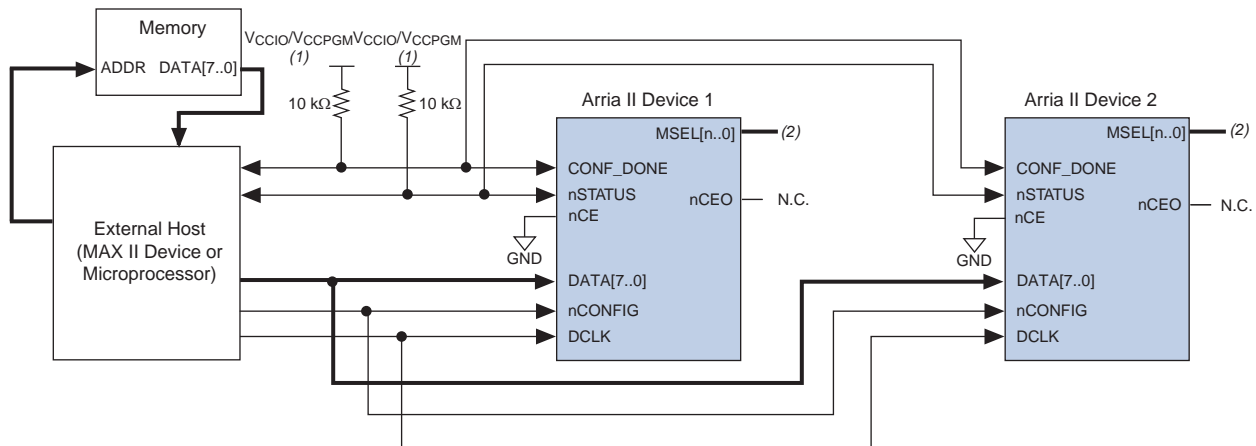 Memory
ADDR DATA[7..0]
VCCIO/VCCPGM VCCIO/VCCPGM
(1) (1)
10 kΩ 10 kΩ
External Host
(MAX II Device or
Microprocessor)
Arria II Device 1
MSEL[n..0] (2)
CONF_DONE
nSTATUS
nCE
nCEO N.C.
GND
DATA[7..0]
nCONFIG
DCLK
Arria II Device 2
MSEL[n..0] (2)
CONF_DONE
nSTATUS
nCE
nCEO N.C.
GND
DATA[7..0]
nCONFIG
DCLK